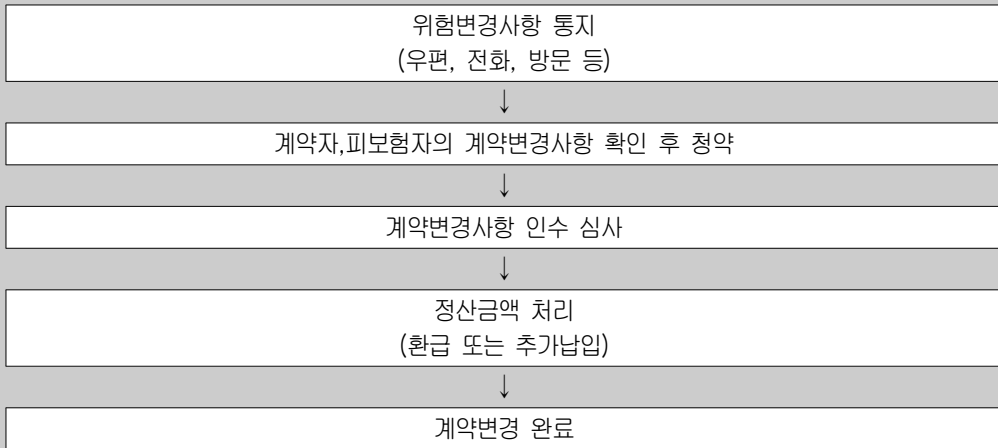 위험변경사항 통지
(우편, 전화, 방문 등)
↓
계약자,피보험자의 계약변경사항 확인 후 청약
↓
계약변경사항 인수 심사
↓
정산금액 처리
(환급 또는 추가납입)
↓
계약변경 완료